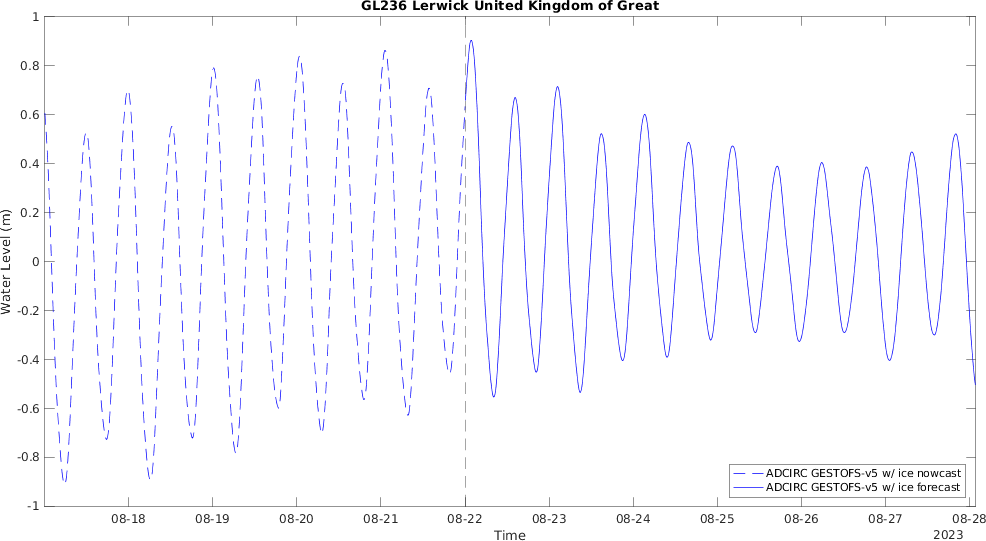 GL236 Lerwick United Kingdom of Great
1
0.8
0.6
0.4
0.2
0
-0.2
-0.4
-0.6
-0.8
-1
Water Level (m)
ADCIRC GESTOFS-v5 w/ ice nowcast
ADCIRC GESTOFS-v5 w/ ice forecast
08-18 08-19 08-20 08-21 08-22 08-23 08-24 08-25 08-26 08-27 08-28
Time
2023